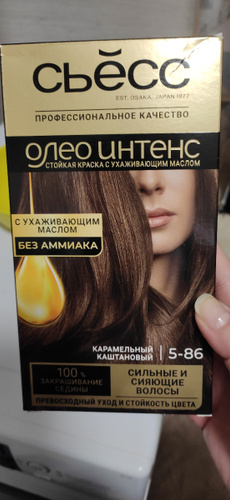 СЬЁСС
EST. OSAKA, JAPAN 1977
ПРОФЕССИОНАЛЬНОЕ КАЧЕСТВО
ОЛЕО ИНТЕНС
СТОЙКАЯ КРАСКА С УХАЖИВАЮЩИМ МАСЛОМ
С УХАЖИВАЮЩИМ
МАСЛОМ
БЕЗ АММИАКА
КАРАМЕЛЬНЫЙ
КАШТАНОВЫЙ
5-86
100%
ЗАКРАШИВАНИЕ
СЕДИНЫ
СИЛЬНЫЕ И
СИЯЮЩИЕ
ВОЛОСЫ
ПРЕВОСХОДНЫЙ УХОД И СТОЙКОСТЬ ЦВЕТА